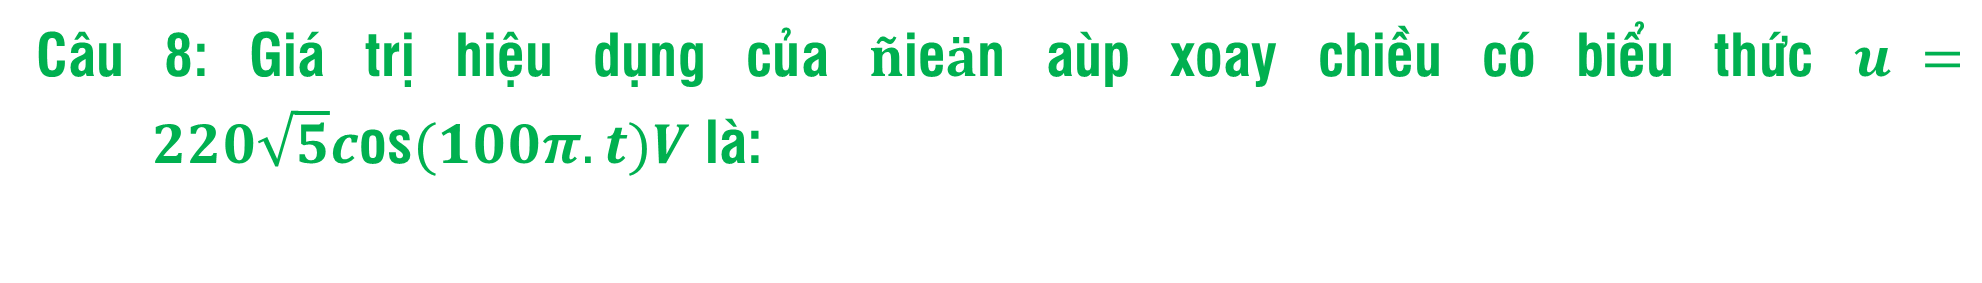 Câu 8: Giá trị hiệu dụng của ñieän aùp xoay chiều có biểu thức u =
220√5cos(100π.t)V là: